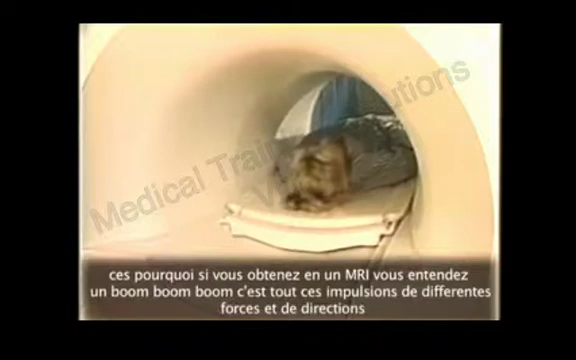 Medical Training Solutions
ces pourquoi si vous obtenez en un MRI vous entendez
un boom boom boom c'est tout ces impulsions de differentes
forces et de directions